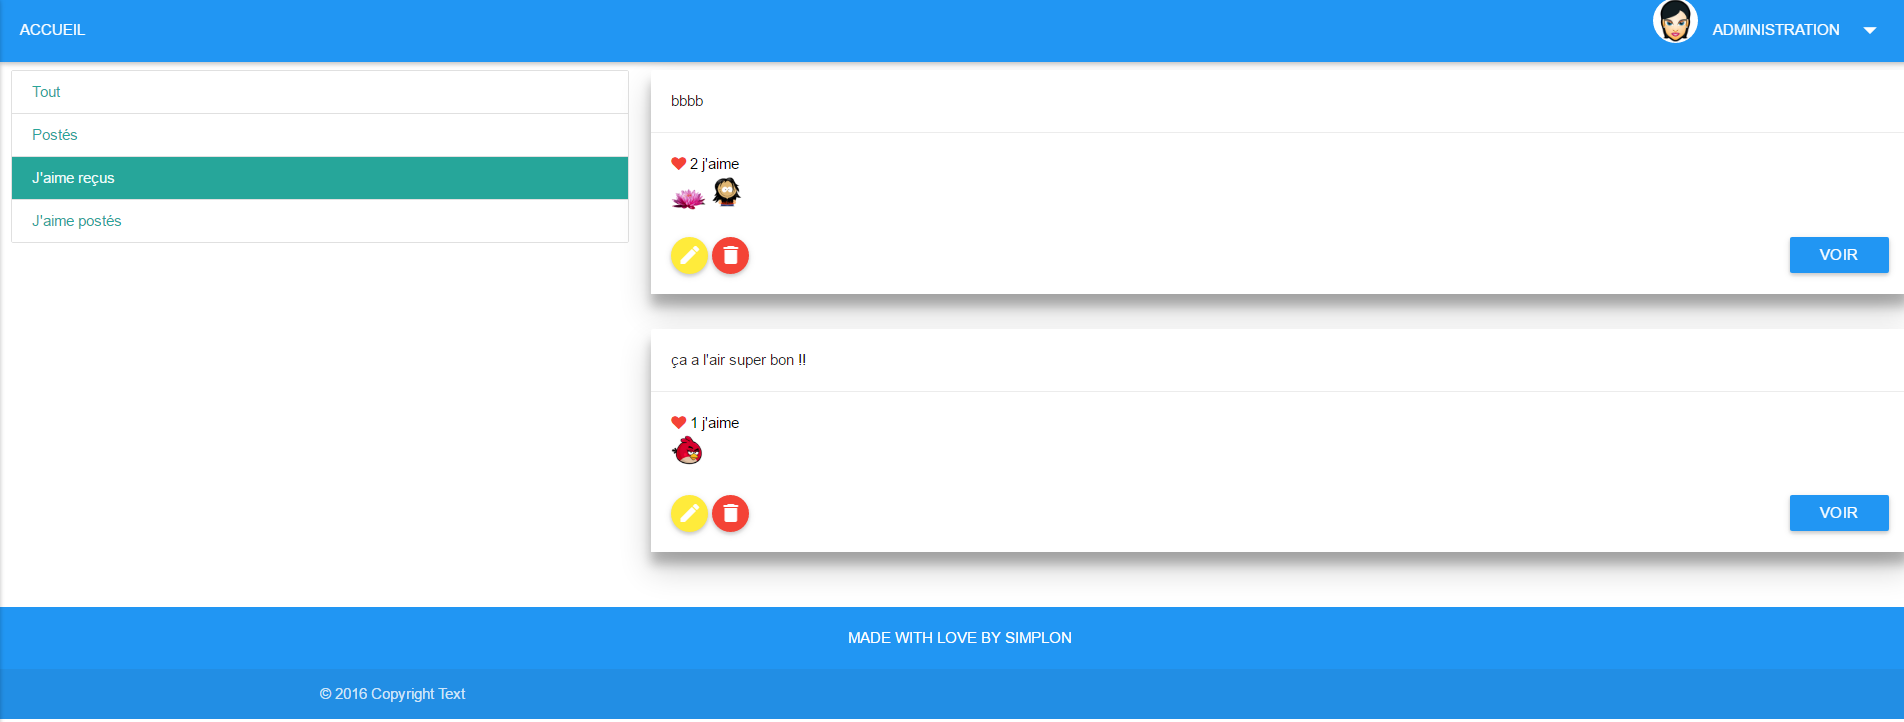 ACCUEIL
ADMINISTRATION
Tout
Postés
J'aime reçus
J'aime postés
bbbb
2 j'aime
VOIR
ça a l'air super bon !!
1 j'aime
VOIR
MADE WITH LOVE BY SIMPLON
© 2016 Copyright Text